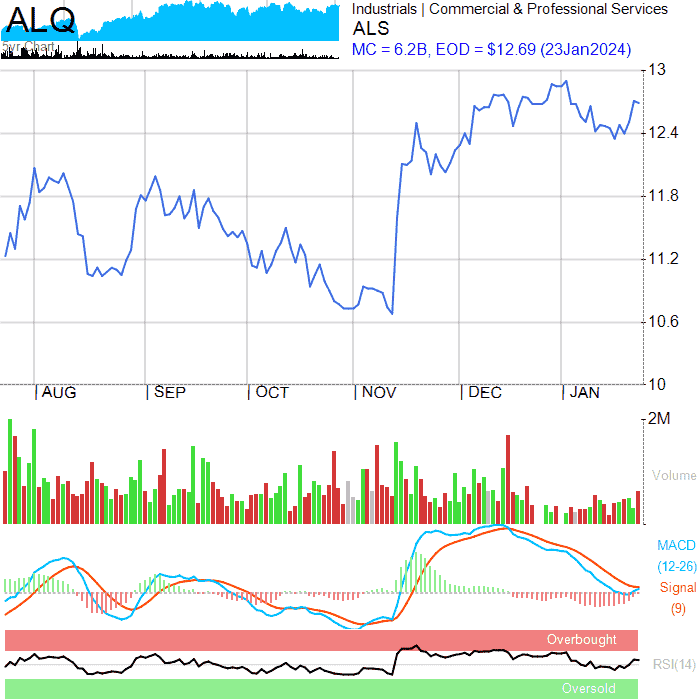 ALQ
5yr Chart
Industrials | Commercial & Professional Services
ALS
MC = 6.2B, EOD = $12.69 (23Jan2024)
13
12.4
11.8
11.2
10.6
10
| AUG | SEP | OCT | NOV | DEC | JAN
2M
Volume
MACD
(12-26)
Signal
(9)
Overbought
RSI(14)
Oversold